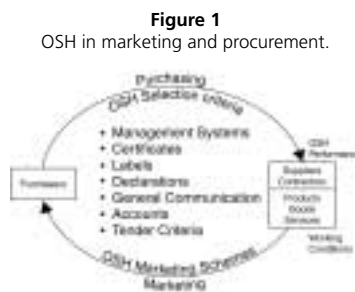 Figure 1
OSH in marketing and procurement.
Purchasing
OSH Selection criteria
• Management Systems
• Certificates
• Labels
• Declarations
• General Communication
• Accounts
• Tender Criteria
OSH
Performance
Suppliers
Contractors
Products
Goods
Services
Working
Conditions
OSH Marketing Schemes
Marketing